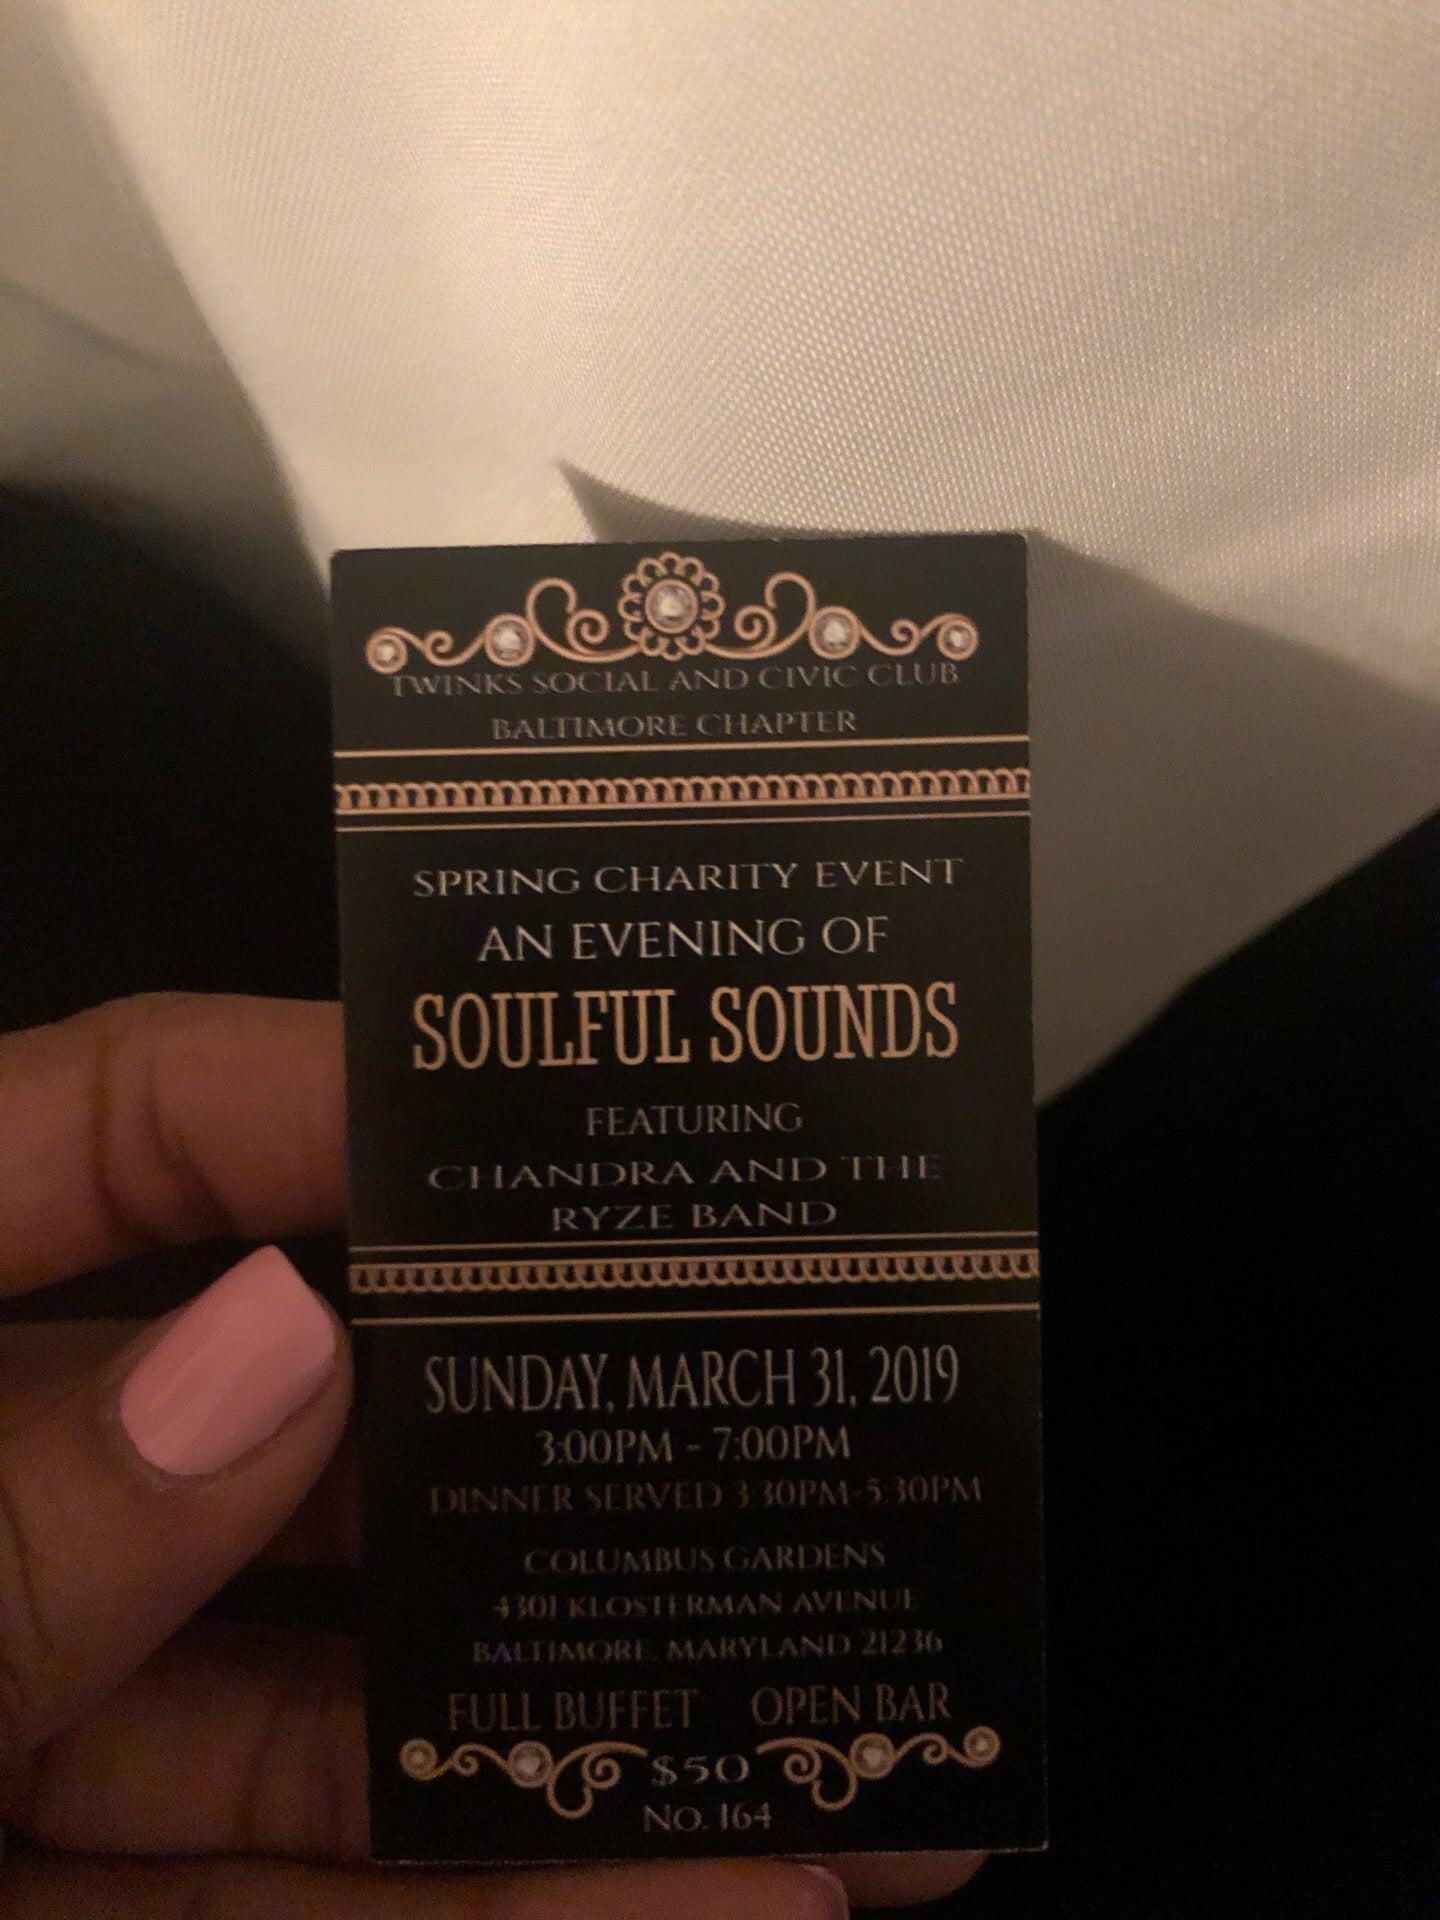 TWINKS SOCIAL AND CIVIC CLUB
BALTIMORE CHAPTER
SPRING CHARITY EVENT
AN EVENING OF
SOULFUL SOUNDS
FEATURING
CHANDRA AND THE
RYZE BAND
SUNDAY, MARCH 31, 2019
3:00PM - 7:00PM
DINNER SERVED 3:30PM-5:30PM
COLUMBUS GARDENS
4301 KLOSTERMAN AVENUE
BALTIMORE, MARYLAND 21236
FULL BUFFET OPEN BAR
$50
NO. 164